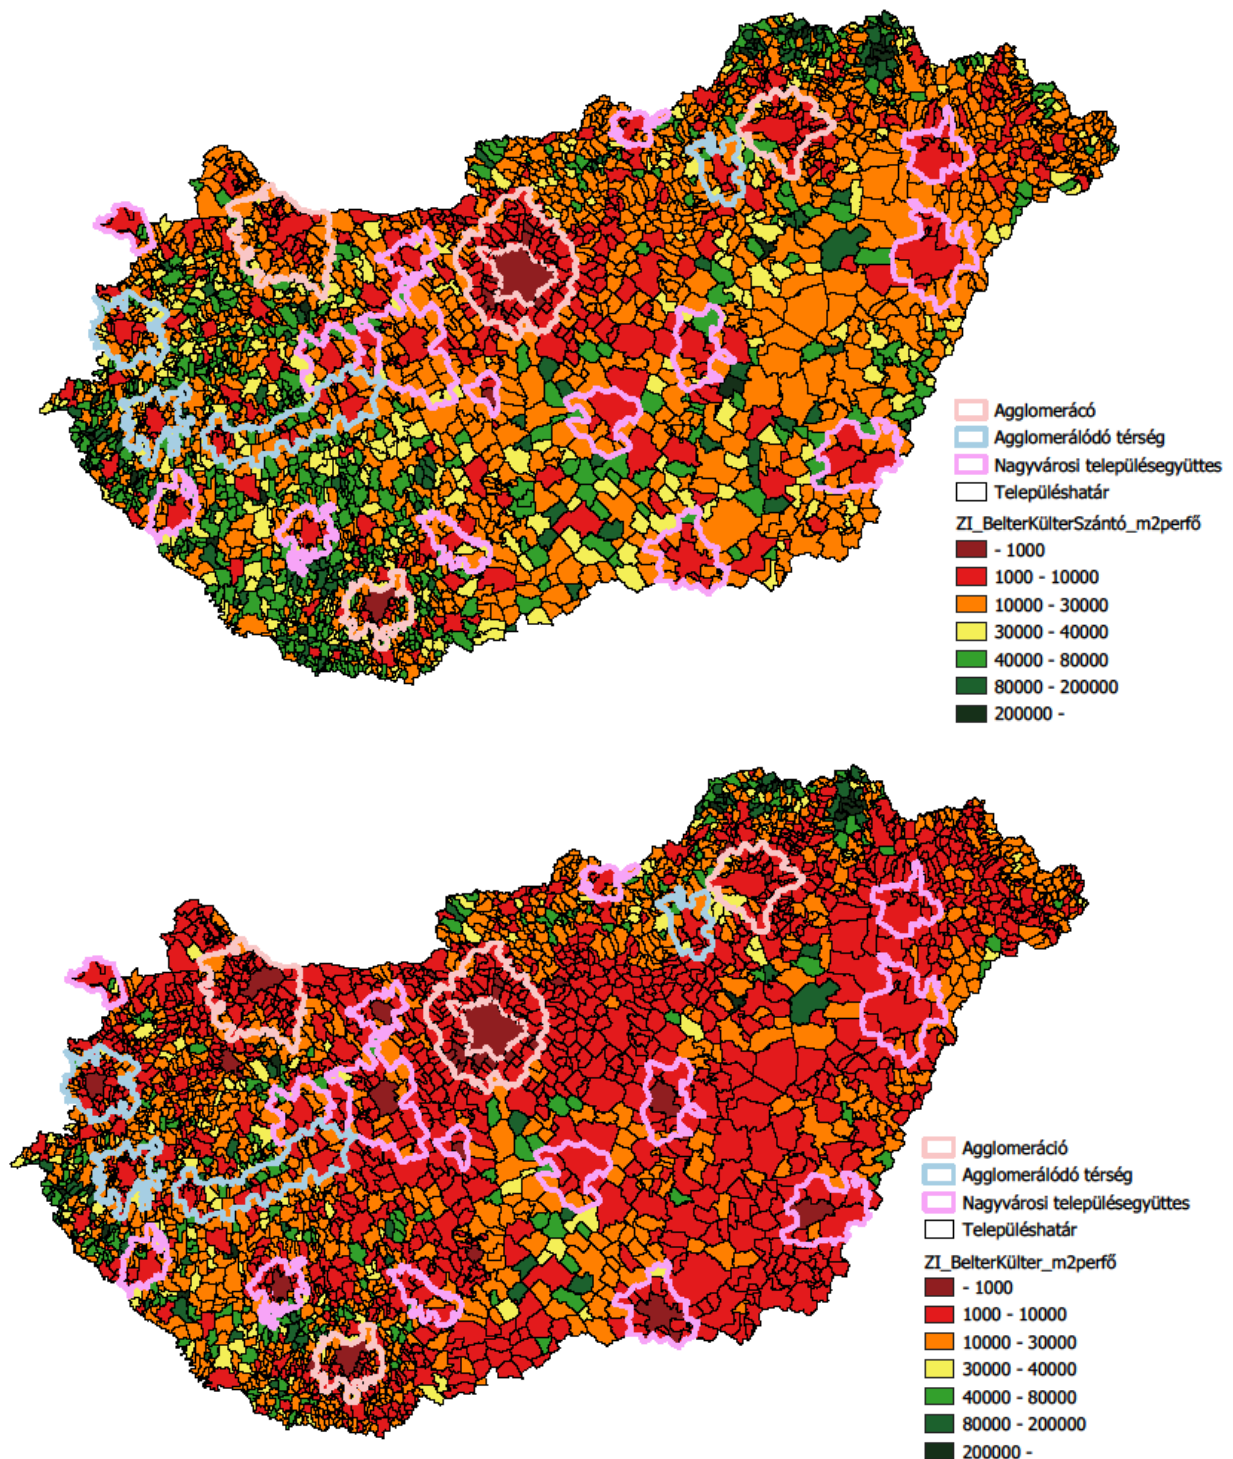 Agglomeráció
Agglomerálódó térség
Nagyvárosi településegyüttes
Településhatár
ZI_BelterKülterSzántó_m2perfő
- 1000
1000 - 10000
10000 - 30000
30000 - 40000
40000 - 80000
80000 - 200000
200000 -
Agglomeráció
Agglomerálódó térség
Nagyvárosi településegyüttes
Településhatár
ZI_BelterKülter_m2perfő
- 1000
1000 - 10000
10000 - 30000
30000 - 40000
40000 - 80000
80000 - 200000
200000 -